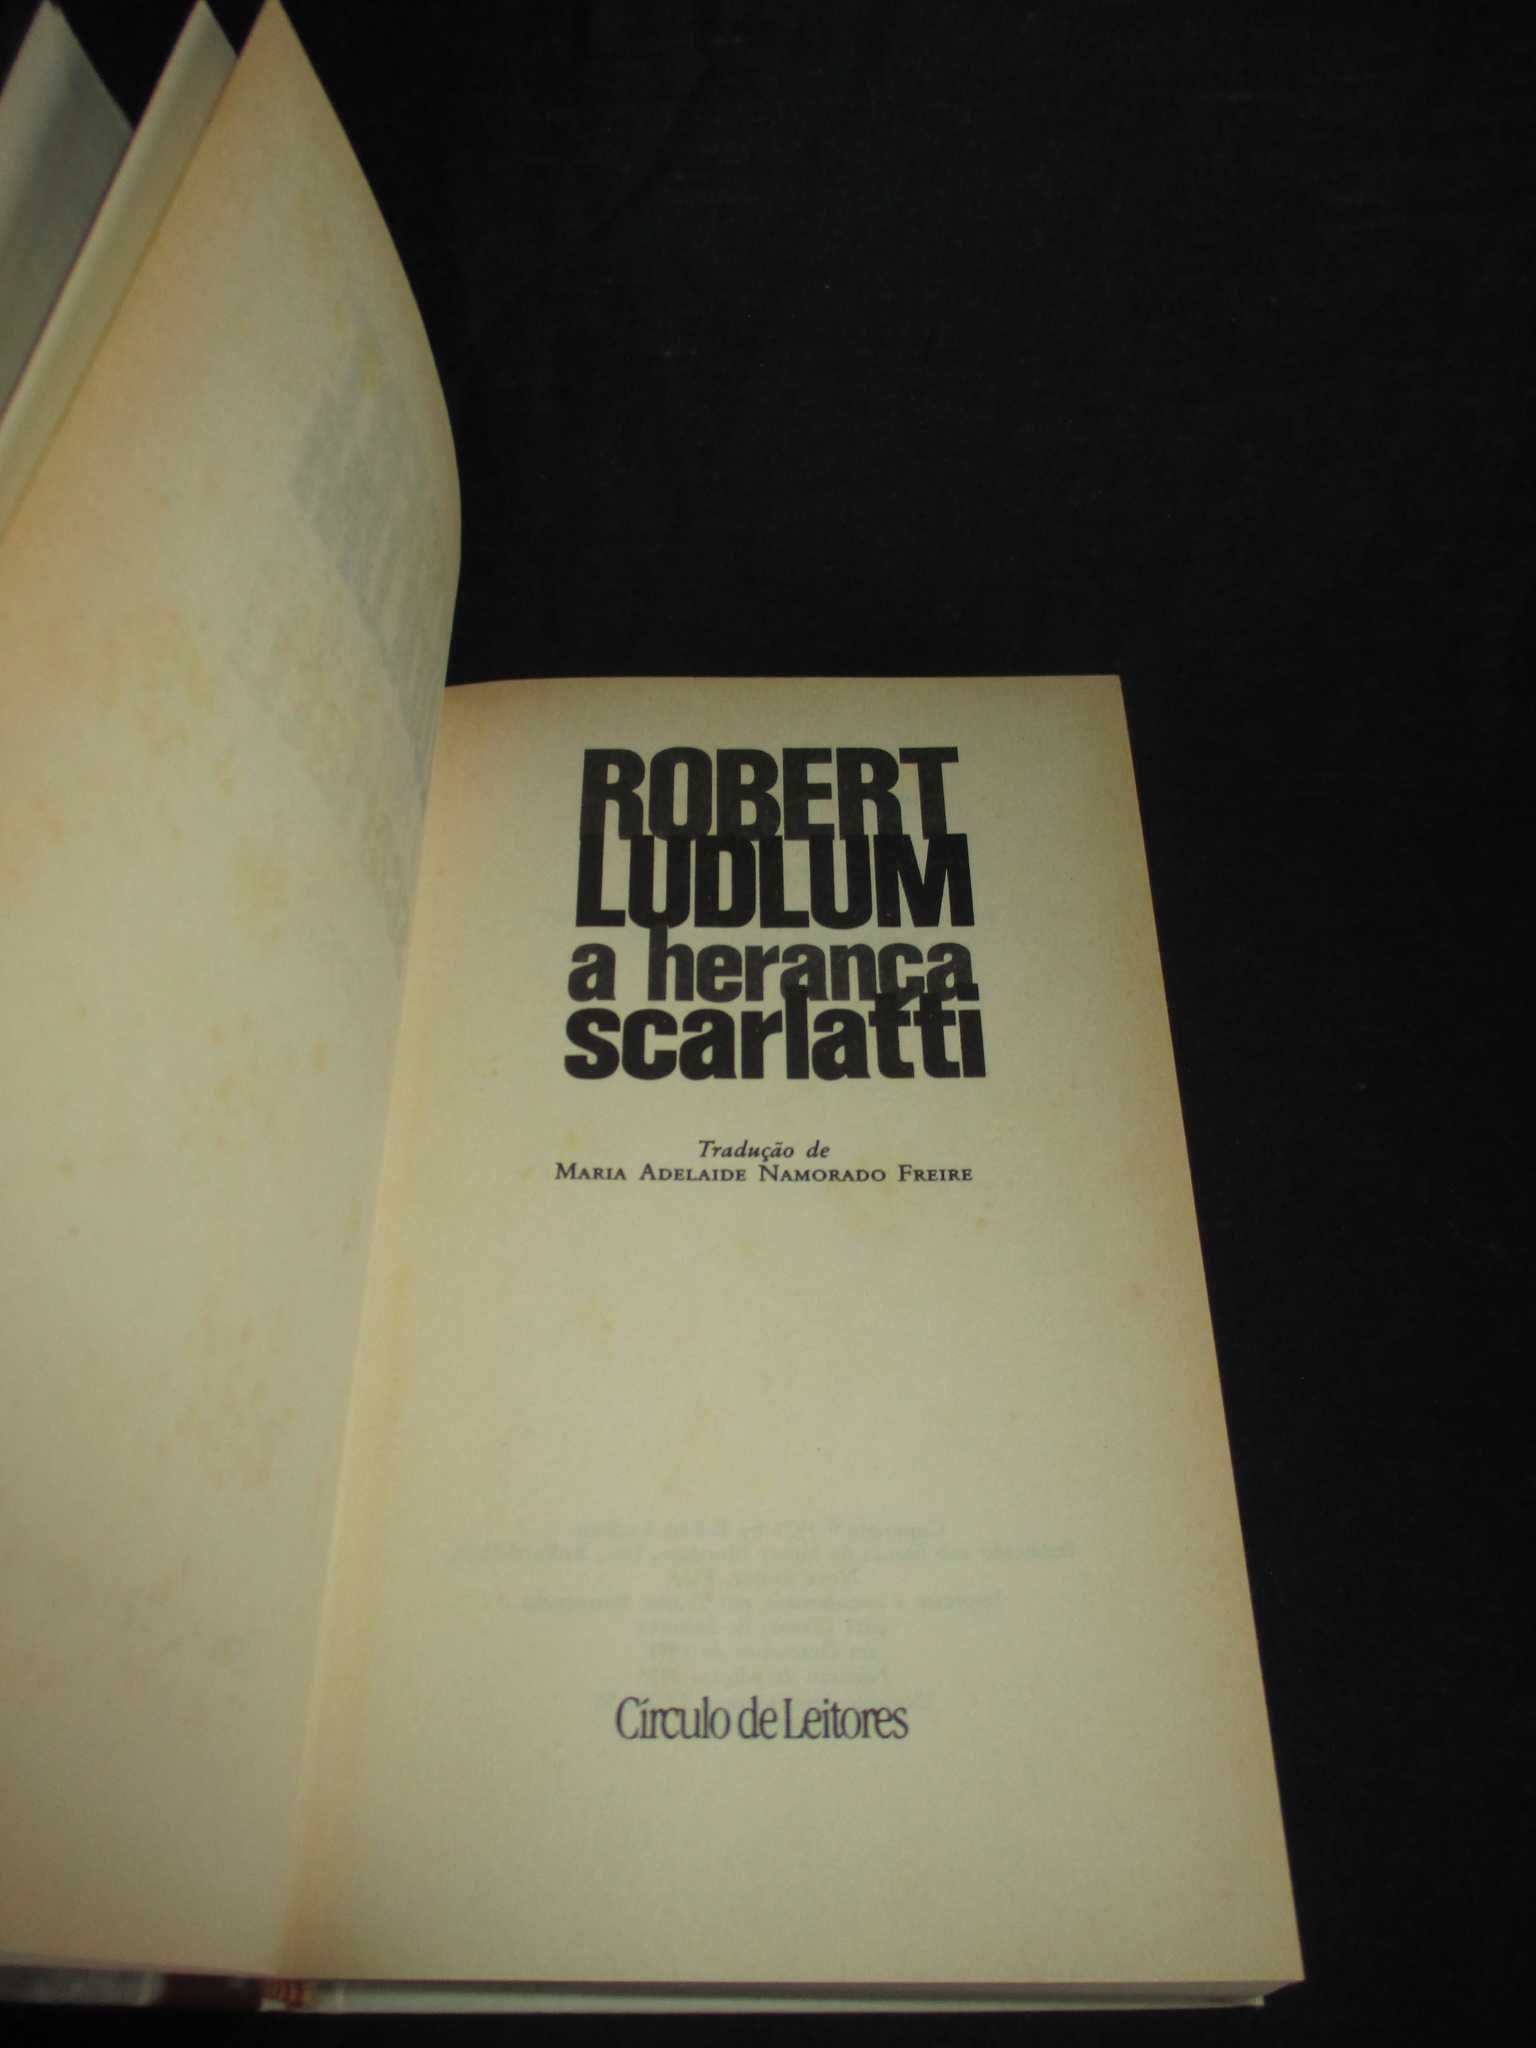 ROBERT
LUDLUM
a herança
scarlatti
Tradução de
MARIA ADELAIDE NAMORADO FREIRE
Círculo de Leitores